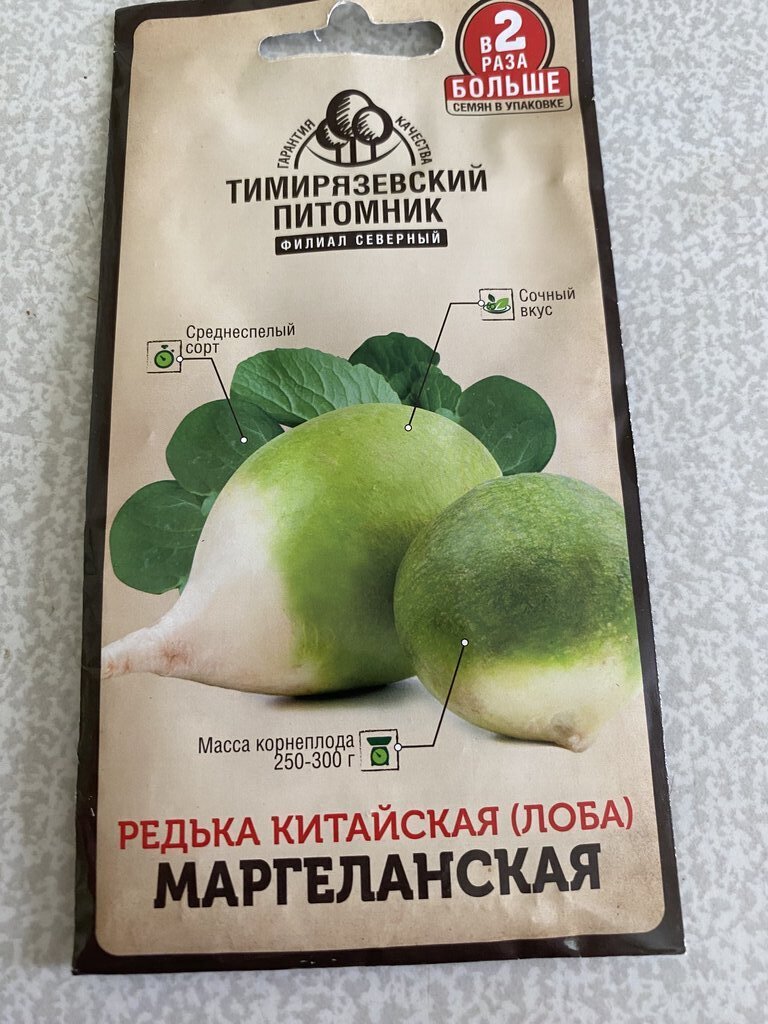 В 2
РАЗА
БОЛЬШЕ
СЕМЯН В УПАКОВКЕ
ГАРАНТИЯ КАЧЕСТВА
ТИМИРЯЗЕВСКИЙ
ПИТОМНИК
ФИЛИАЛ СЕВЕРНЫЙ
Сочный
вкус
Среднеспелый
сорт
Масса корнеплода
250-300 г
РЕДЬКА КИТАЙСКАЯ (ЛОБА)
МАРГЕЛАНСКАЯ